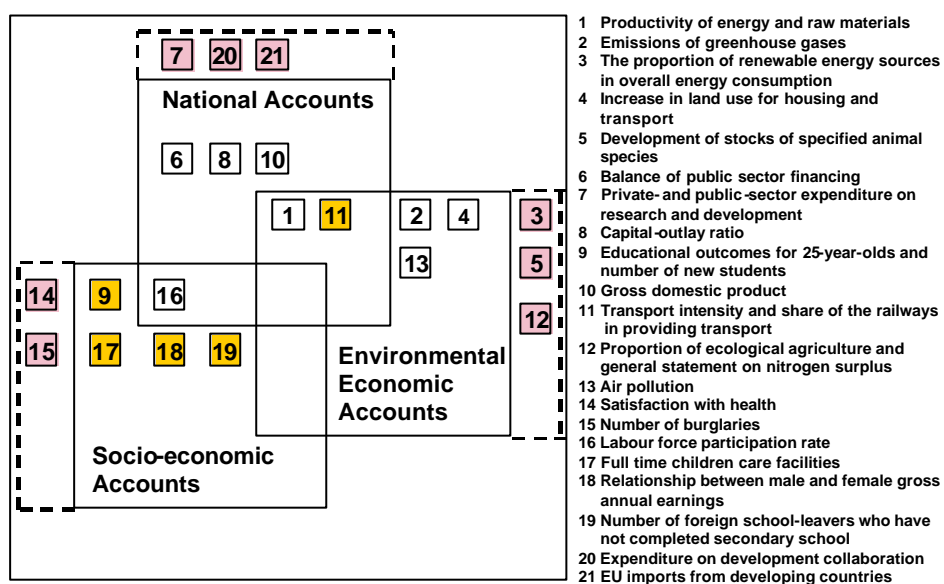 7 20 21
National Accounts
6 8 10
1 11 2 4 3
13 5
14 9 16 12
15 17 18 19
Environmental
Economic
Accounts
Socio-economic
Accounts
1 Productivity of energy and raw materials
2 Emissions of greenhouse gases
3 The proportion of renewable energy sources
in overall energy consumption
4 Increase in land use for housing and
transport
5 Development of stocks of specified animal
species
6 Balance of public sector financing
7 Private- and public-sector expenditure on
research and development
8 Capital-outlay ratio
9 Educational outcomes for 25-year-olds and
number of new students
10 Gross domestic product
11 Transport intensity and share of the railways
in providing transport
12 Proportion of ecological agriculture and
general statement on nitrogen surplus
13 Air pollution
14 Satisfaction with health
15 Number of burglaries
16 Labour force participation rate
17 Full time children care facilities
18 Relationship between male and female gross
annual earnings
19 Number of foreign school-leavers who have
not completed secondary school
20 Expenditure on development collaboration
21 EU imports from developing countries